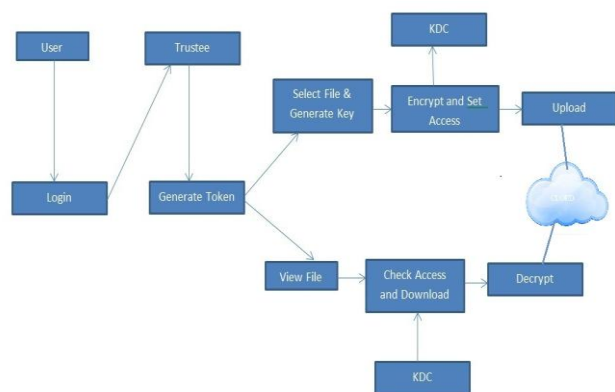 KDC
User
Trustee
Select File &
Generate Key
Encrypt and Set
Access
Upload
Login
Generate Token
View File
Check Access
and Download
Decrypt
KDC